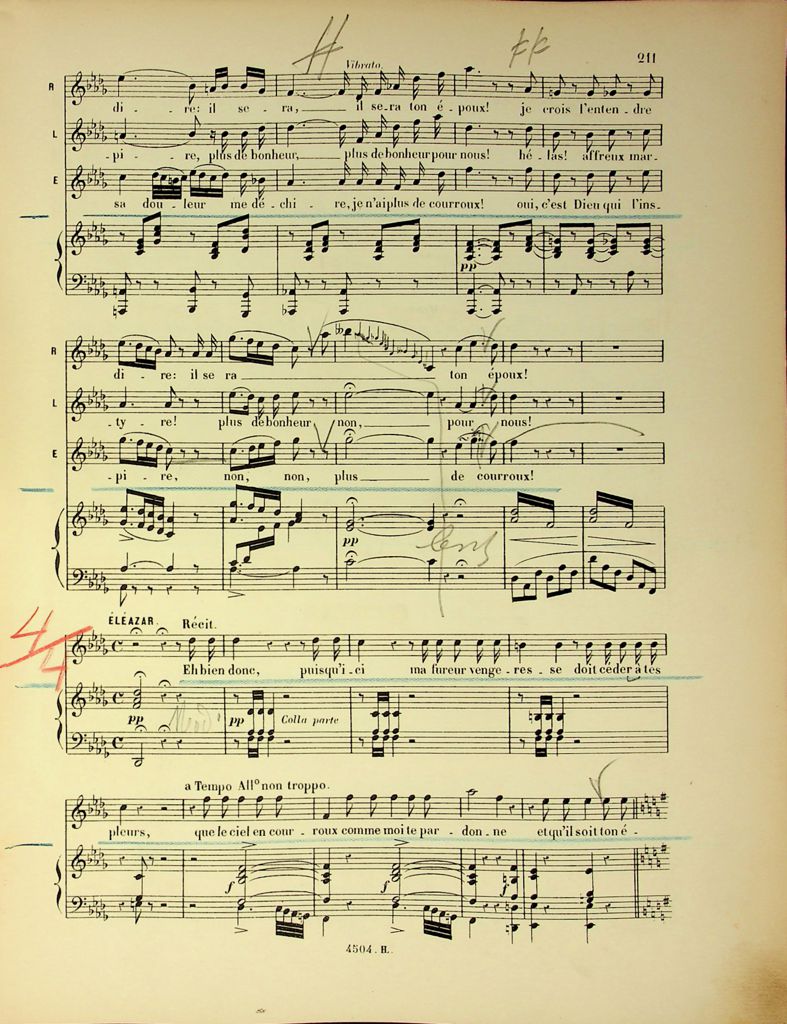 211
Vibrato.
R
di - re: il se - ra, il se.ra ton é - poux! je crois l'enten - dre
L
- pi - re, plus de bonheur, plus de bonheur pour nous! hé - las! affreux mar -
E
sa dou - leur me dé - chi - re, je n'ai plus de courroux! oui, c'est Dieu qui l'ins -
pp
R
di - re: il se ra ton époux!
L
- ty - re! plus de bonheur non, pour nous!
E
- pi - re, non, non, plus de courroux!
pp
4/4
ÉLÉAZAR. Récit.
Eh bien donc, puisqu'i - ci ma fureur venge - res - se doit céder à tes
pp pp Colla parte
a Tempo Allo non troppo.
pleurs, que le ciel en cour - roux comme moi te par - don - ne et qu'il soit ton é -
f f f
4504. H.